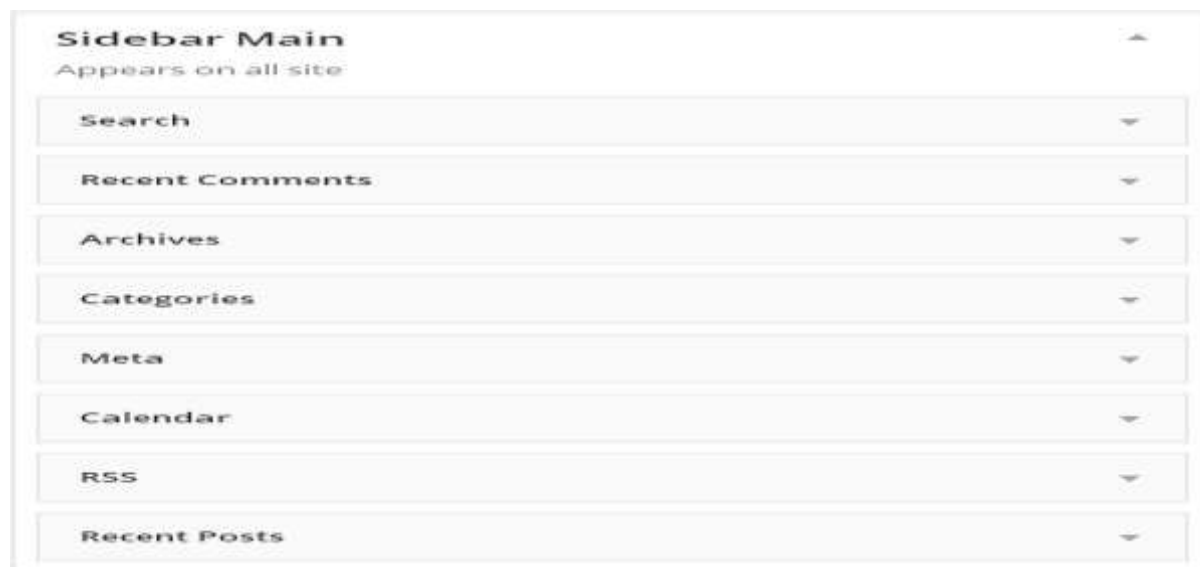 Sidebar Main
Appears on all site
Search
Recent Comments
Archives
Categories
Meta
Calendar
RSS
Recent Posts